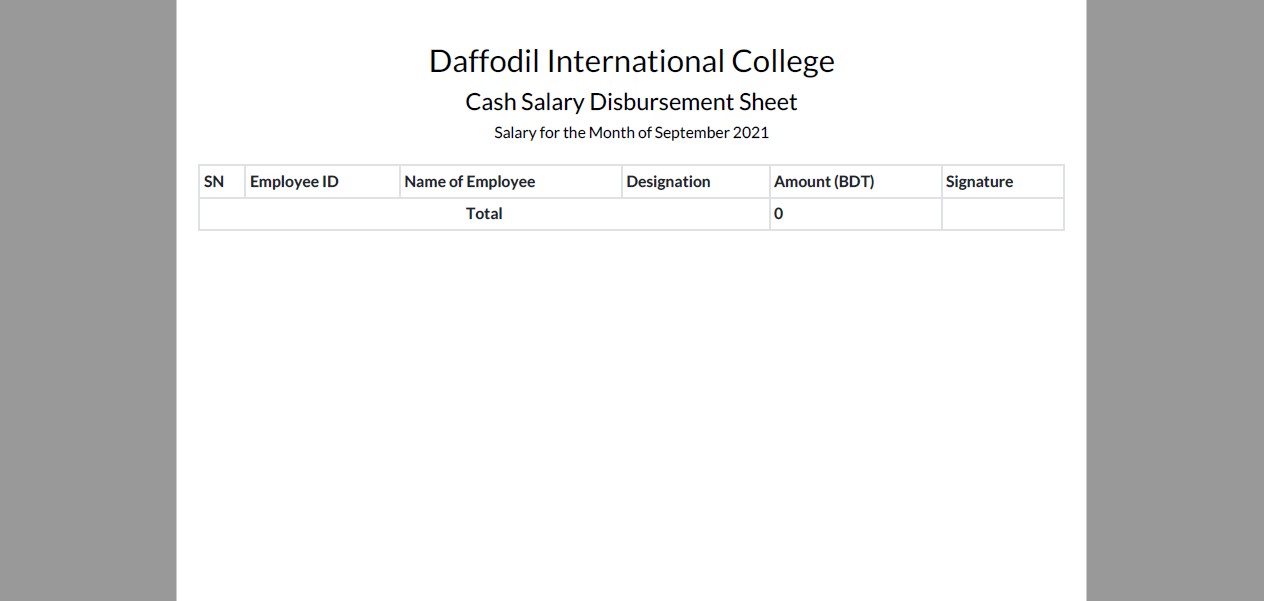 Daffodil International College
Cash Salary Disbursement Sheet
Salary for the Month of September 2021
SN Employee ID Name of Employee Designation Amount (BDT) Signature
Total 0